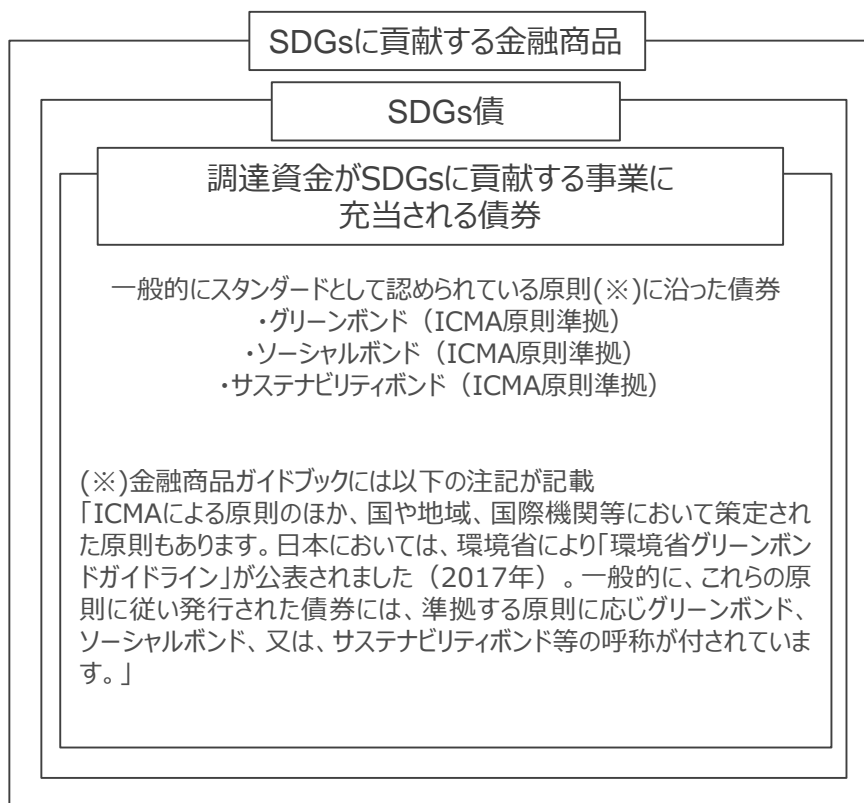 SDGsに貢献する金融商品
SDGs債
調達資金がSDGsに貢献する事業に
充当される債券
一般的にスタンダードとして認められている原則(※)に沿った債券
・グリーンボンド（ICMA原則準拠）
・ソーシャルボンド（ICMA原則準拠）
・サステナビリティボンド（ICMA原則準拠）
(※)金融商品ガイドブックには以下の注記が記載
「ICMAによる原則のほか、国や地域、国際機関等において策定され
た原則もあります。日本においては、環境省により「環境省グリーンボン
ドガイドライン」が公表されました（2017年）。一般的に、これらの原
則に従い発行された債券には、準拠する原則に応じグリーンボンド、
ソーシャルボンド、又は、サステナビリティボンド等の呼称が付されていま
す。」